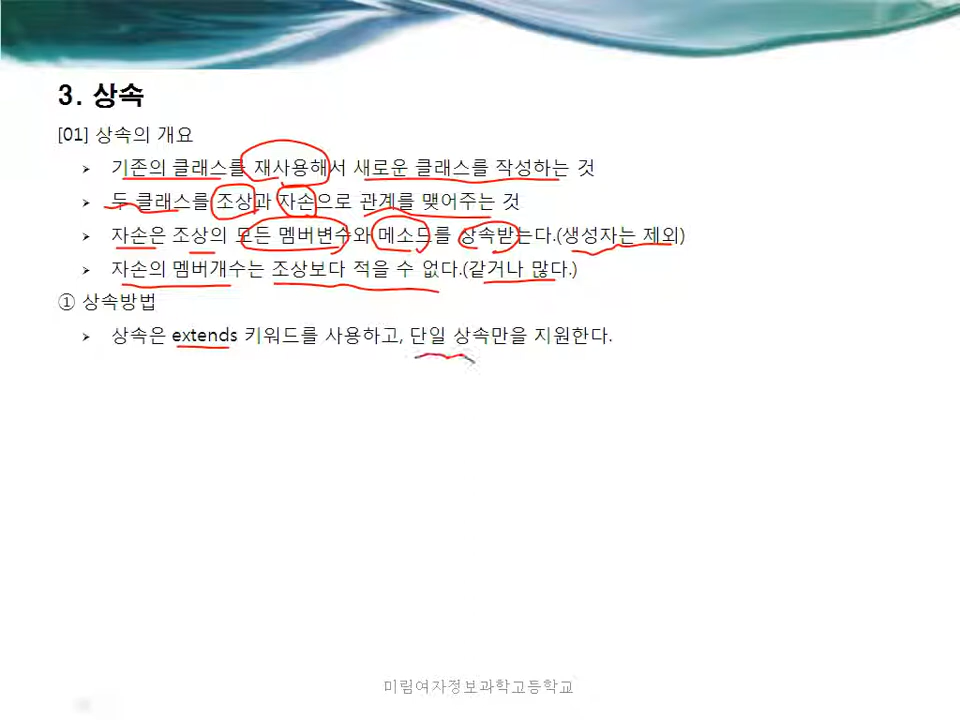 3. 상속
[01] 상속의 개요
➢ 기존의 클래스를 재사용해서 새로운 클래스를 작성하는 것
➢ 두 클래스를 조상과 자손으로 관계를 맺어주는 것
➢ 자손은 조상의 모든 멤버변수와 메소드를 상속받는다.(생성자는 제외)
➢ 자손의 멤버개수는 조상보다 적을 수 없다.(같거나 많다.)
① 상속방법
➢ 상속은 extends 키워드를 사용하고, 단일 상속만을 지원한다.
미림여자정보과학고등학교